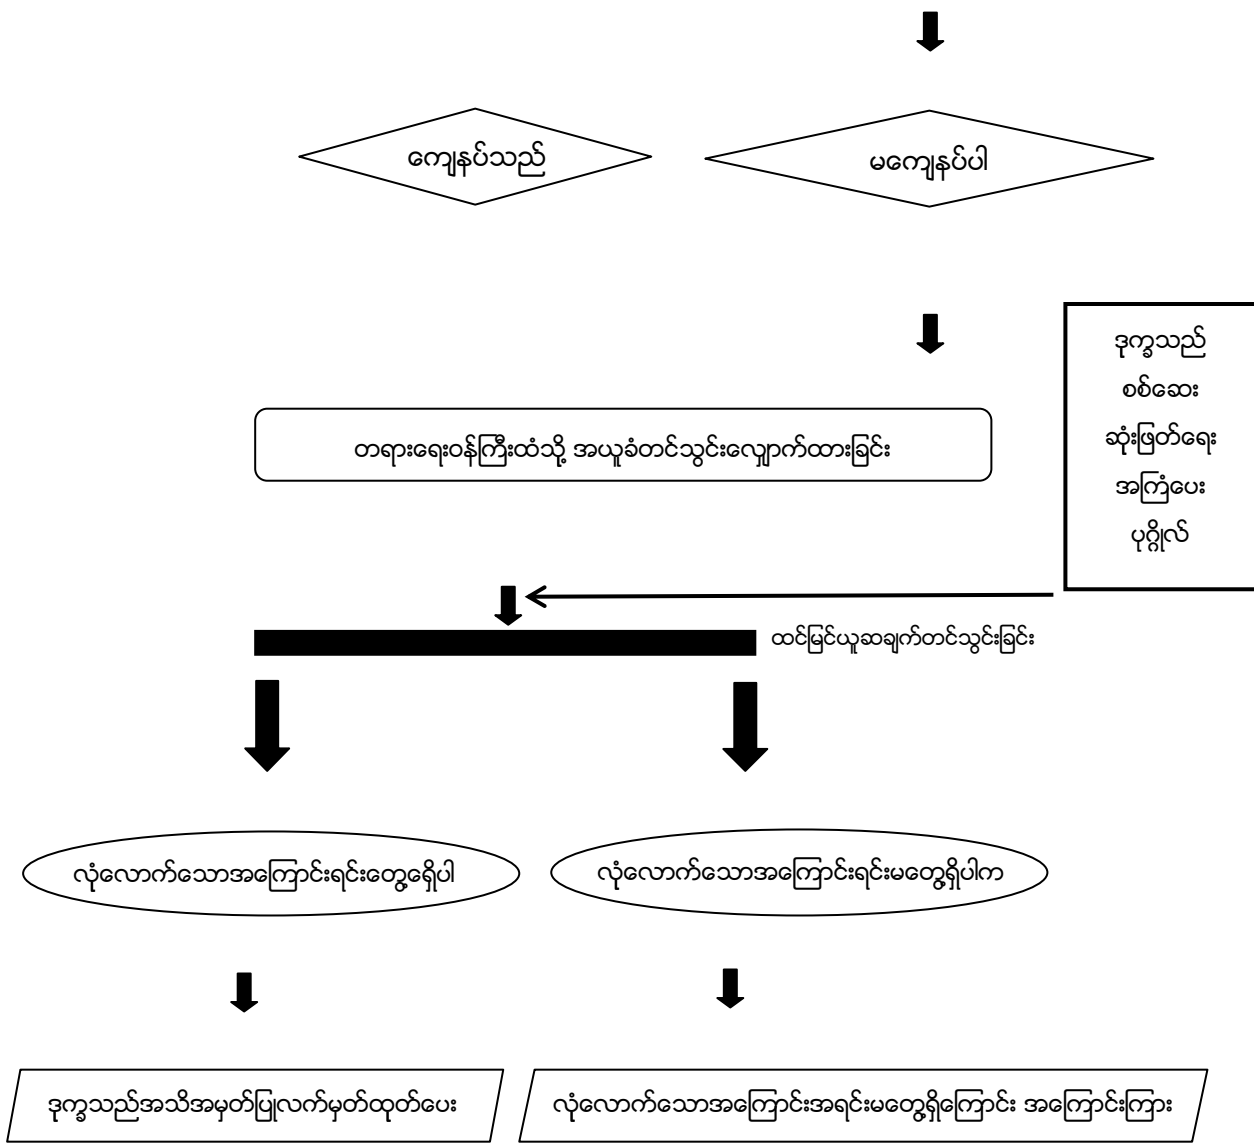 ကျေနပ်သည်
မကျေနပ်ပါ
ဒုက္ခသည်
စစ်ဆေး
ဆုံးဖြတ်ရေး
အကြံပေး
ပုဂ္ဂိုလ်
တရားရေးဝန်ကြီးထံသို့ အယူခံတင်သွင်းလျှောက်ထားခြင်း
ထင်မြင်ယူဆချက်တင်သွင်းခြင်း
လုံလောက်သောအကြောင်းရင်းတွေ့ရှေိပါ
လုံလောက်သောအကြောင်းရင်းမတွေ့ရှိပါက
ဒုက္ခသည်အသိအမှတ်ပြုလက်မှတ်ထုတ်ပေး
လုံလောက်သောအကြောင်းအရင်းမတွေ့ရှိကြောင်း အကြောင်းကြား